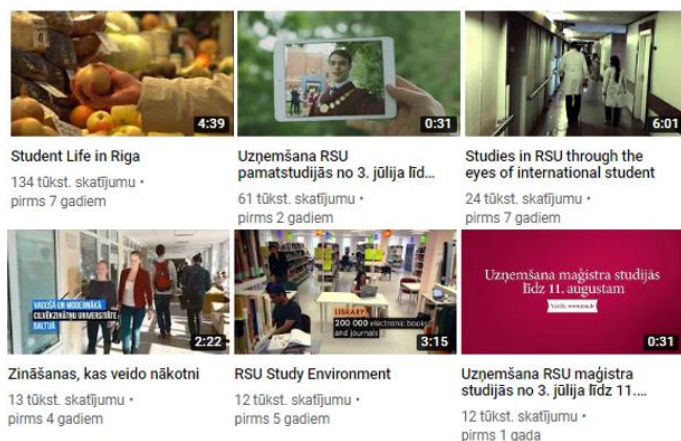 4:39
0:31
6:01
Student Life in Riga
134 tūkst. skatījumu •
pirms 7 gadiem
Uzņemšana RSU
pamatstudijās no 3. jūlija līd...
61 tūkst. skatījumu •
pirms 2 gadiem
Studies in RSU through the
eyes of international student
24 tūkst. skatījumu •
pirms 7 gadiem
VADOŠĀ UN MODERNĀKĀ
CILVĒKZINĀTŅU UNIVERSITĀTE
BALTIJĀ
2:22
LIBRARY
200 000 electronic books
and journals
3:15
Uzņemšana maģistra studijās
līdz 11. augustam
0:31
Zināšanas, kas veido nākotni
13 tūkst. skatījumu •
pirms 4 gadiem
RSU Study Environment
12 tūkst. skatījumu •
pirms 5 gadiem
Uzņemšana RSU maģistra
studijās no 3. jūlija līdz 11....
12 tūkst. skatījumu •
pirms 1 gada